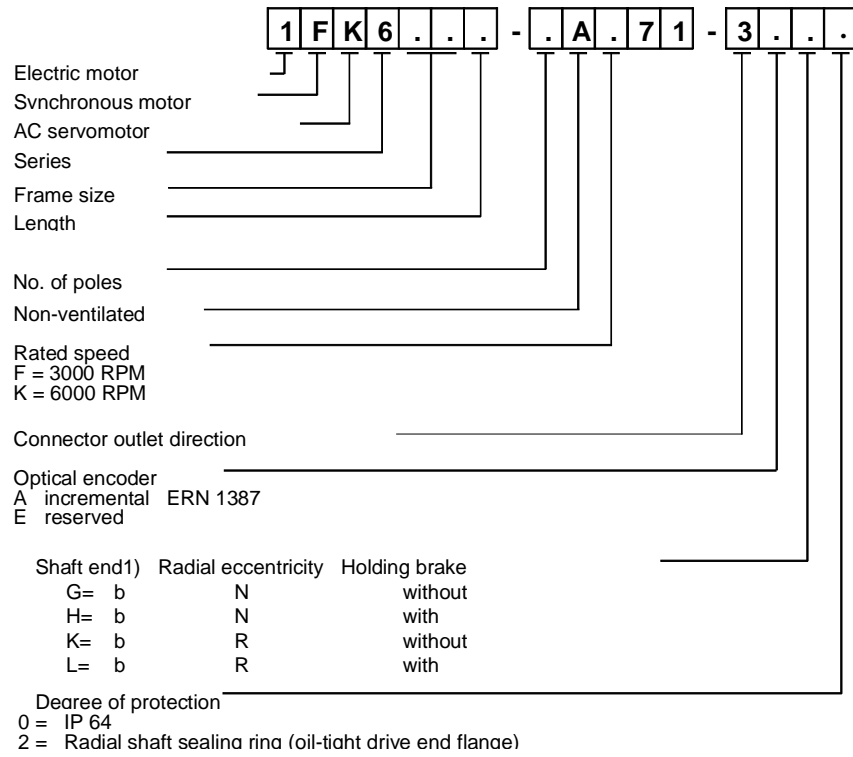 1 F K 6 . . . - . A . 7 1 - 3 . . .
Electric motor
Synchronous motor
AC servomotor
Series
Frame size
Length
No. of poles
Non-ventilated
Rated speed
F = 3000 RPM
K = 6000 RPM
Connector outlet direction
Optical encoder
A incremental ERN 1387
E reserved
Shaft end1) Radial eccentricity Holding brake
G= b N without
H= b N with
K= b R without
L= b R with
Degree of protection
0 = IP 64
2 = Radial shaft sealing ring (oil-tight drive end flange)